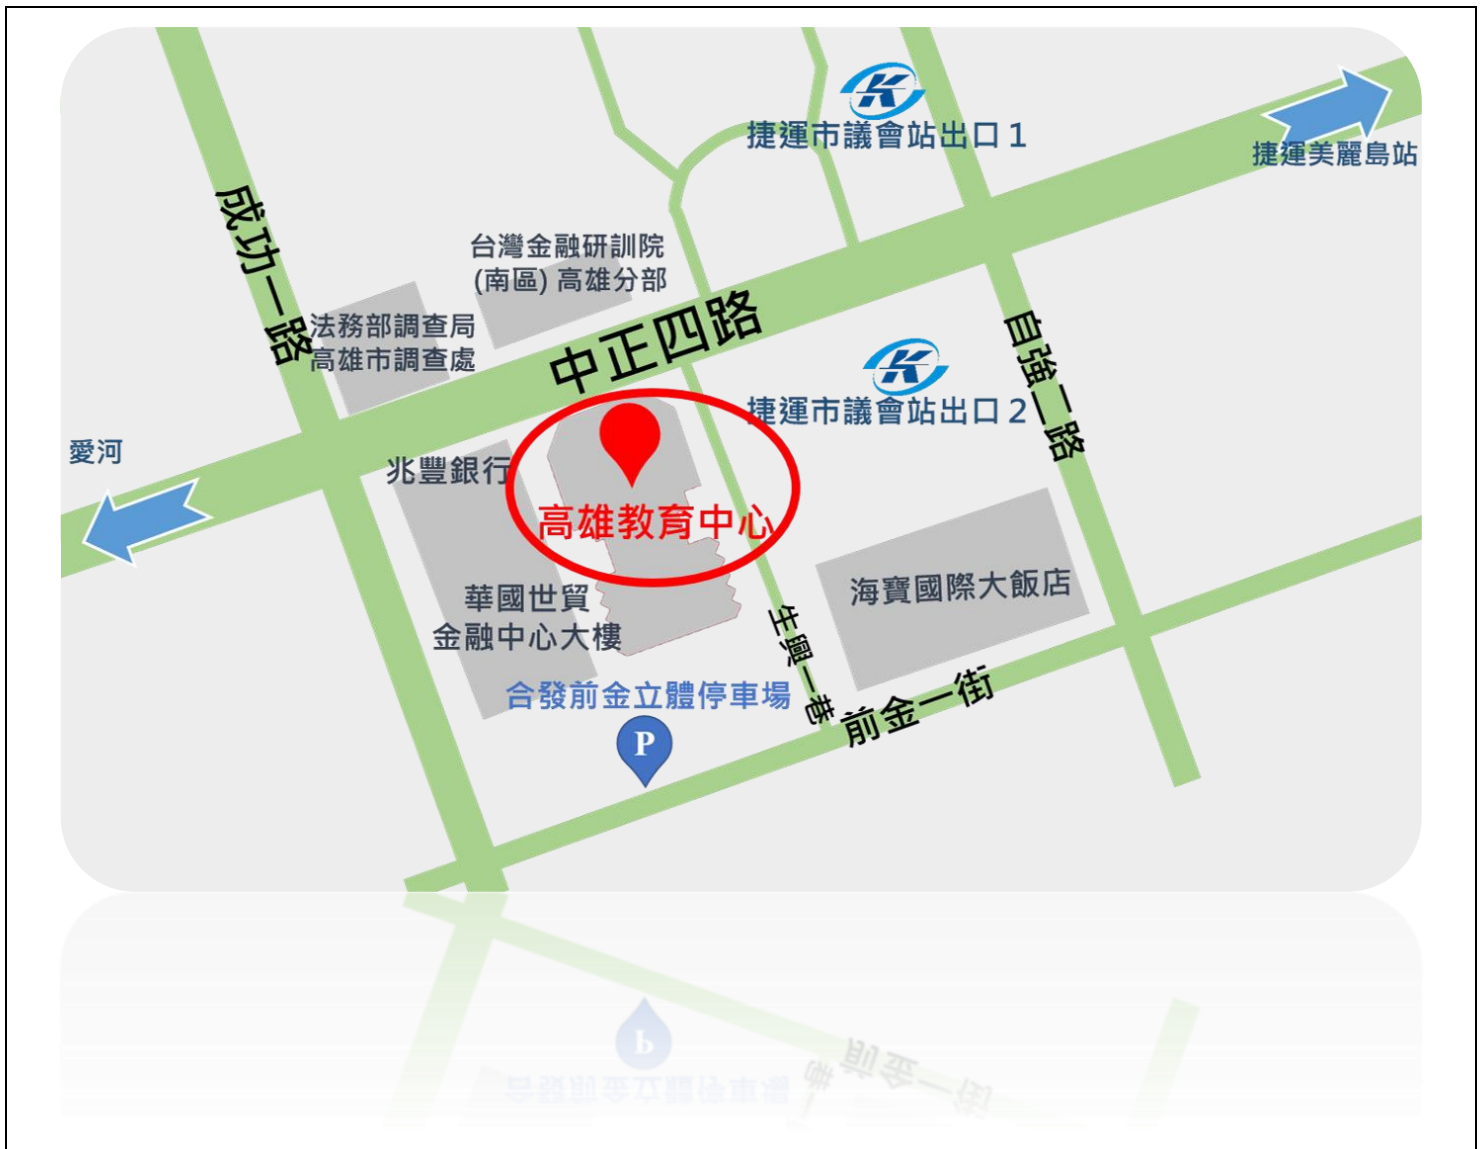 捷運市議會站出口 1
捷運美麗島站
成功一路
台灣金融研訓院
(南區) 高雄分部
法務部調查局
高雄市調查處
中正四路
自強二路
捷運市議會站出口 2
愛河
兆豐銀行
高雄教育中心
華國世貿
金融中心大樓
海寶國際大飯店
生興一巷
合發前金立體停車場
P
前金一街